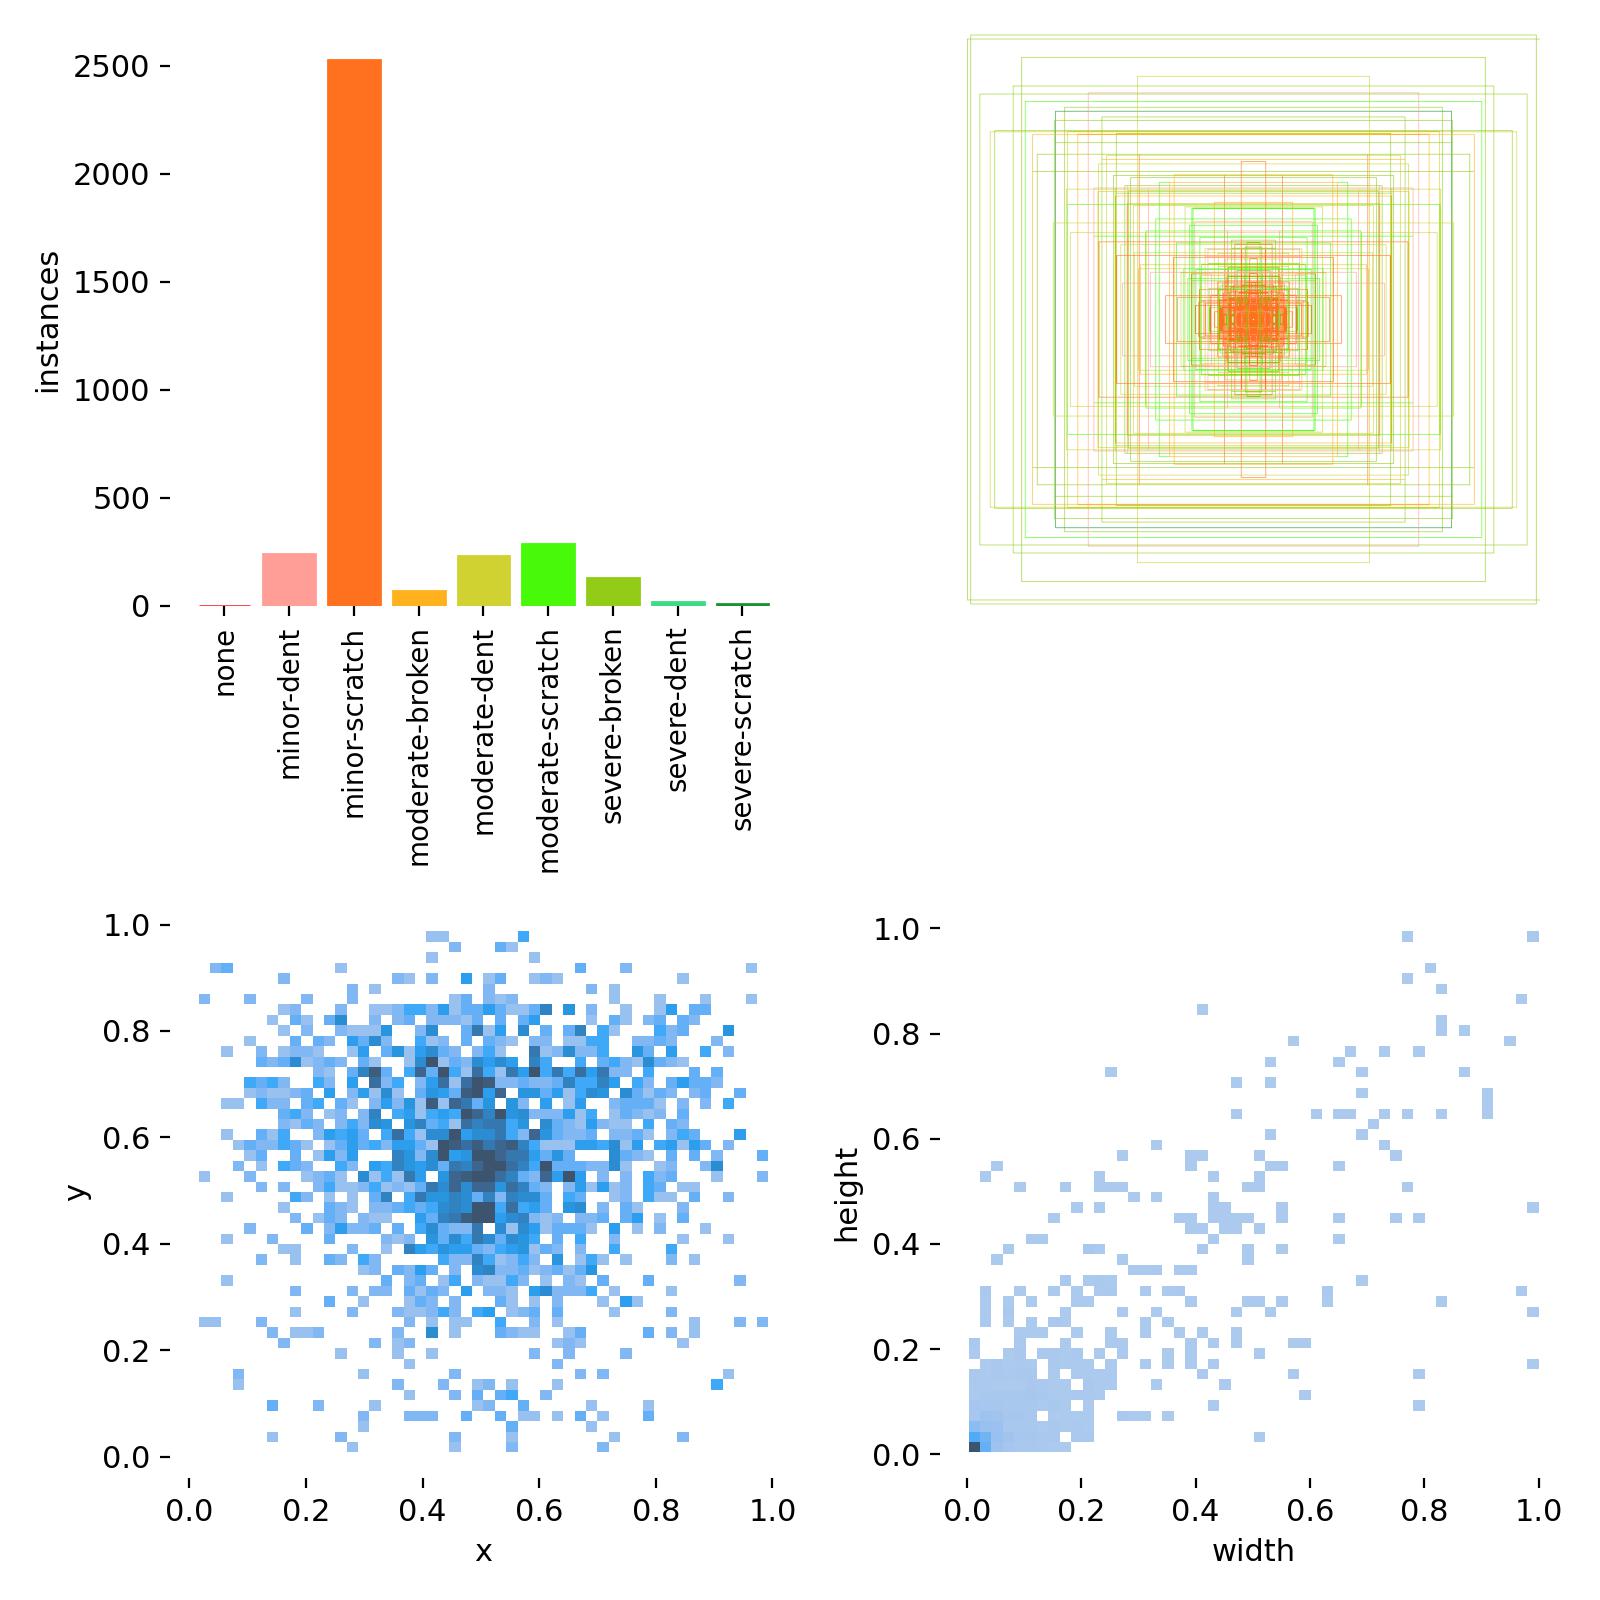 instances
2500
2000
1500
1000
500
0
none
minor-dent
minor-scratch
moderate-broken
moderate-dent
moderate-scratch
severe-broken
severe-dent
severe-scratch
y
1.0
0.8
0.6
0.4
0.2
0.0
0.0 0.2 0.4 0.6 0.8 1.0
x
height
1.0
0.8
0.6
0.4
0.2
0.0
0.0 0.2 0.4 0.6 0.8 1.0
width